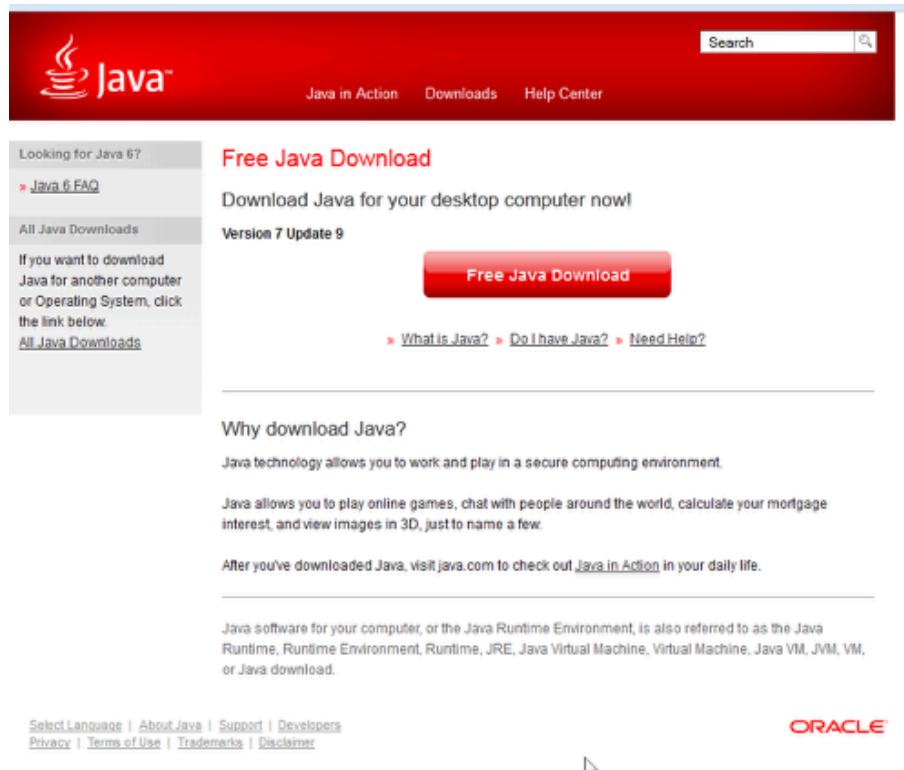 Java™
Search
Java in Action Downloads Help Center
Looking for Java 6?
» Java 6 FAQ
All Java Downloads
If you want to download
Java for another computer
or Operating System, click
the link below.
All Java Downloads
Free Java Download
Download Java for your desktop computer now!
Version 7 Update 9
Free Java Download
» What is Java? » Do I have Java? » Need Help?
Why download Java?
Java technology allows you to work and play in a secure computing environment.
Java allows you to play online games, chat with people around the world, calculate your mortgage
interest, and view images in 3D, just to name a few.
After you've downloaded Java, visit java.com to check out Java in Action in your daily life.
Java software for your computer, or the Java Runtime Environment, is also referred to as the Java
Runtime, Runtime Environment, Runtime, JRE, Java Virtual Machine, Virtual Machine, Java VM, JVM, VM,
or Java download.
Select Language | About Java | Support | Developers
Privacy | Terms of Use | Trademarks | Disclaimer
ORACLE